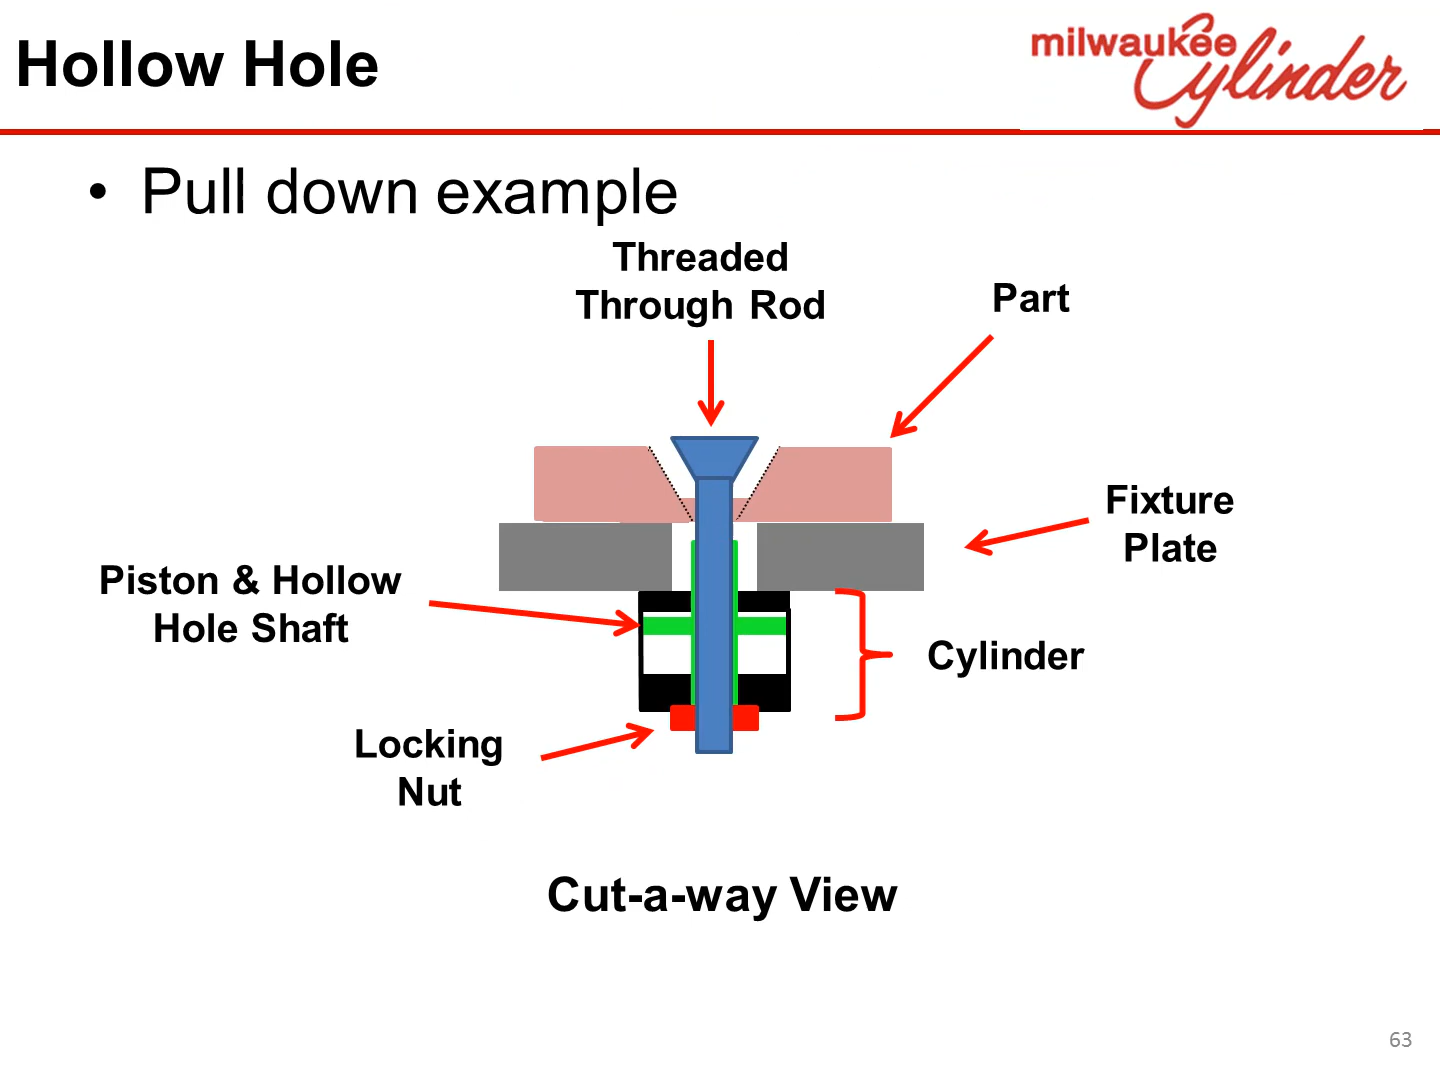 Hollow Hole
milwaukee
Cylinder
• Pull down example
Threaded
Through Rod
Part
Fixture
Plate
Piston & Hollow
Hole Shaft
Cylinder
Locking
Nut
Cut-a-way View
63